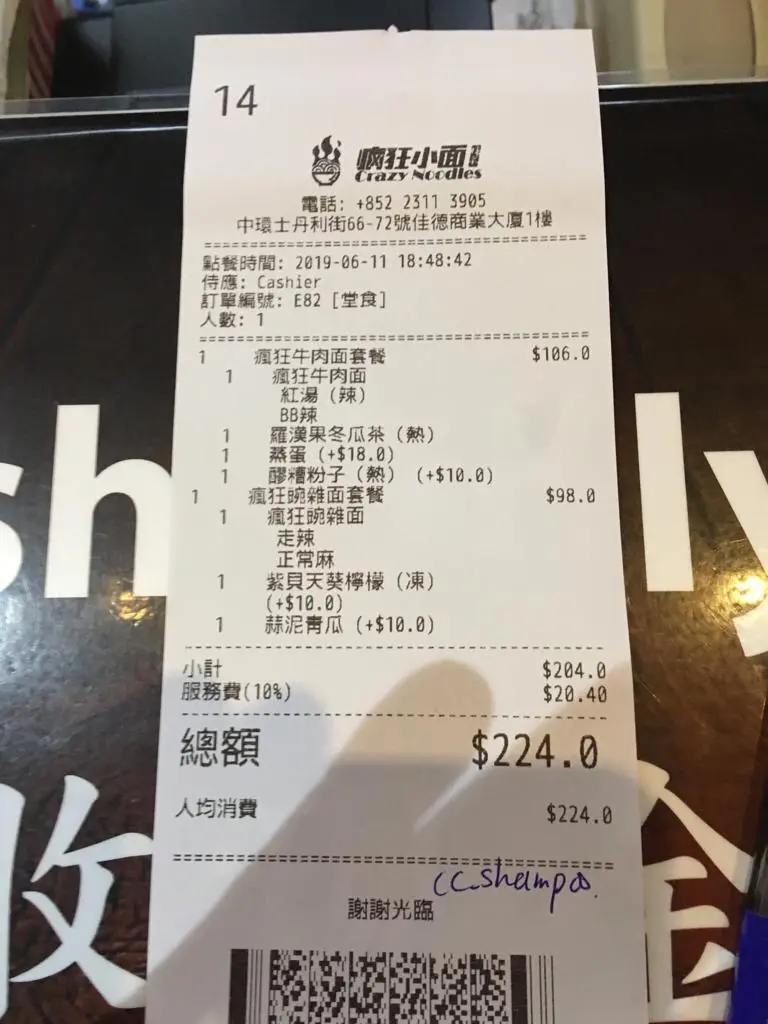 14
瘋狂小面
Crazy Noodles
電話: +852 2311 3905
中環士丹利街66-72號佳德商業大廈1樓
點餐時間: 2019-06-11 18:48:42
侍應: Cashier
訂單編號: E82 [堂食]
人數: 1
1 瘋狂牛肉面套餐 $106.0
1 瘋狂牛肉面
紅湯 (辣)
BB辣
1 羅漢果冬瓜茶 (熱)
1 蒸蛋 (+$18.0)
1 醪糟粉子 (熱) (+$10.0)
1 瘋狂豌雜面套餐 $98.0
1 瘋狂豌雜面
走辣
正常麻
1 紫貝天葵檸檬 (凍)
(+$10.0)
1 蒜泥青瓜 (+$10.0)
小計 $204.0
服務費(10%) $20.40
總額 $224.0
人均消費 $224.0
cc.shampoo.
謝謝光臨
sh
ly
收
金